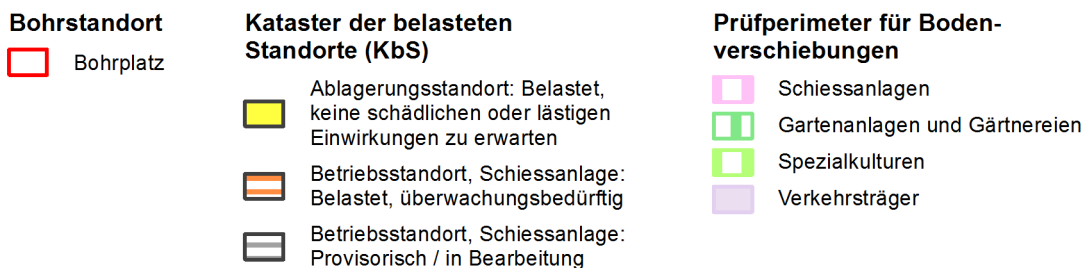 Bohrstandort
Bohrplatz
Kataster der belasteten
Standorte (KbS)
Ablagerungsstandort: Belastet,
keine schädlichen oder lästigen
Einwirkungen zu erwarten
Betriebsstandort, Schiessanlage:
Belastet, überwachungsbedürftig
Betriebsstandort, Schiessanlage:
Provisorisch / in Bearbeitung
Prüfperimeter für Boden-
verschiebungen
Schiessanlagen
Gartenanlagen und Gärtnereien
Spezialkulturen
Verkehrsträger